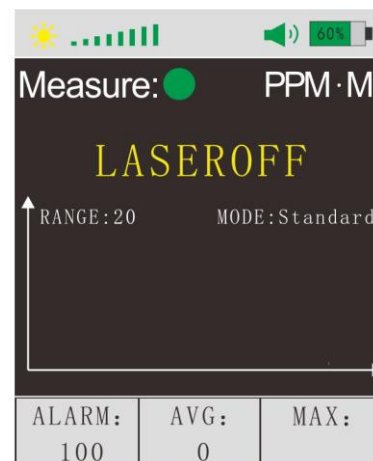 60%
Measure: PPM·M
LASEROFF
RANGE:20 MODE:Standard
ALARM: AVG: MAX:
100 0